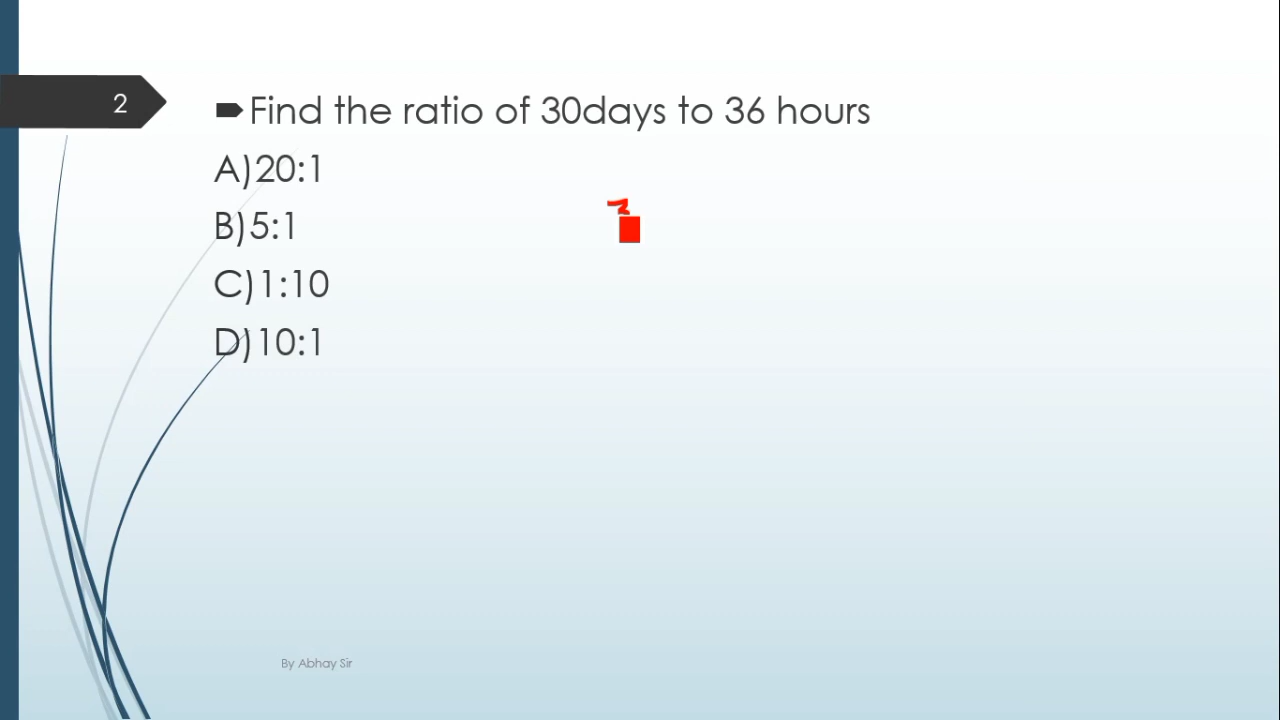 2
Find the ratio of 30days to 36 hours
A)20:1
B)5:1
C)1:10
D)10:1
By Abhay Sir